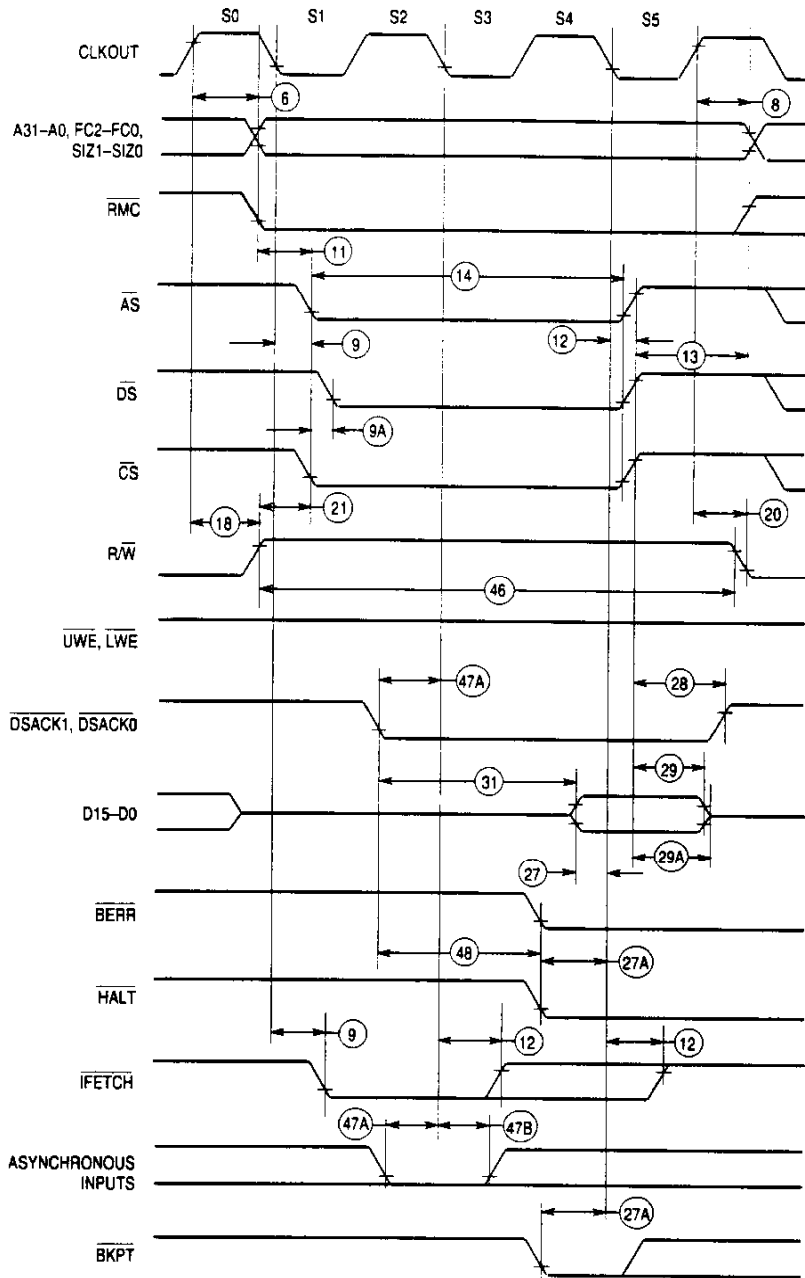 S0 S1 S2 S3 S4 S5
CLKOUT
6 8
A31–A0, FC2–FC0,
SIZ1–SIZ0
RMC
11
14
AS
9 12
13
DS
9A
CS
18 21 20
R/W
46
UWE, LWE
47A 28
DSACK1, DSACK0
31 29
D15–D0
29A
27
BERR
48 27A
HALT
9 12 12
IFETCH
47A 47B
ASYNCHRONOUS
INPUTS
27A
BKPT